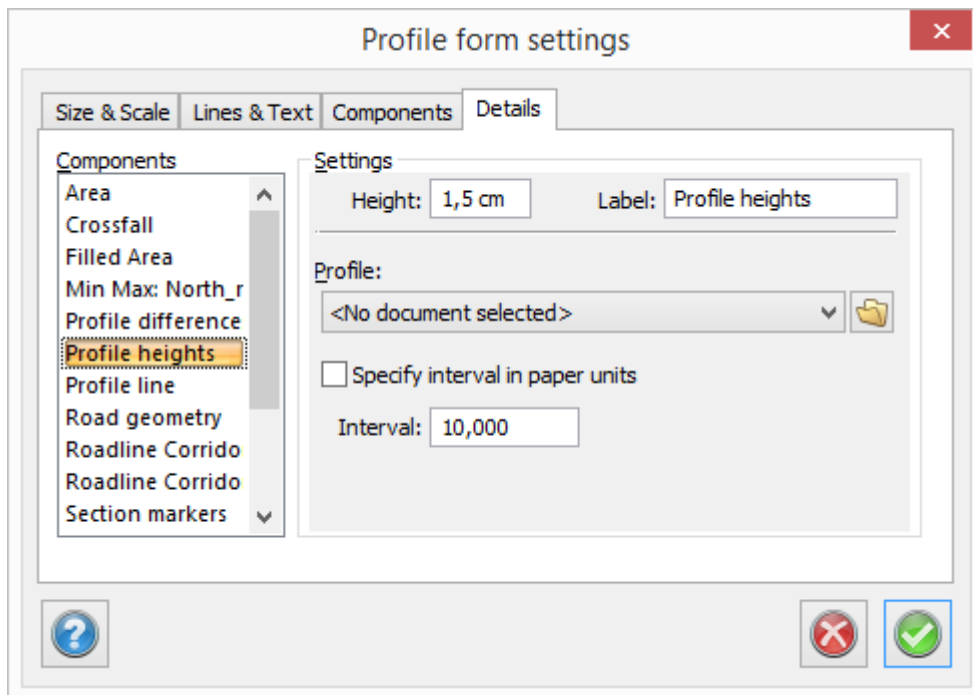 Profile form settings
Size & Scale
Lines & Text
Components
Details
Components
Area
Crossfall
Filled Area
Min Max: North_r
Profile difference
Profile heights
Profile line
Road geometry
Roadline Corrido
Roadline Corrido
Section markers
Settings
Height: 1,5 cm Label: Profile heights
Profile:
<No document selected>
Specify interval in paper units
Interval: 10,000